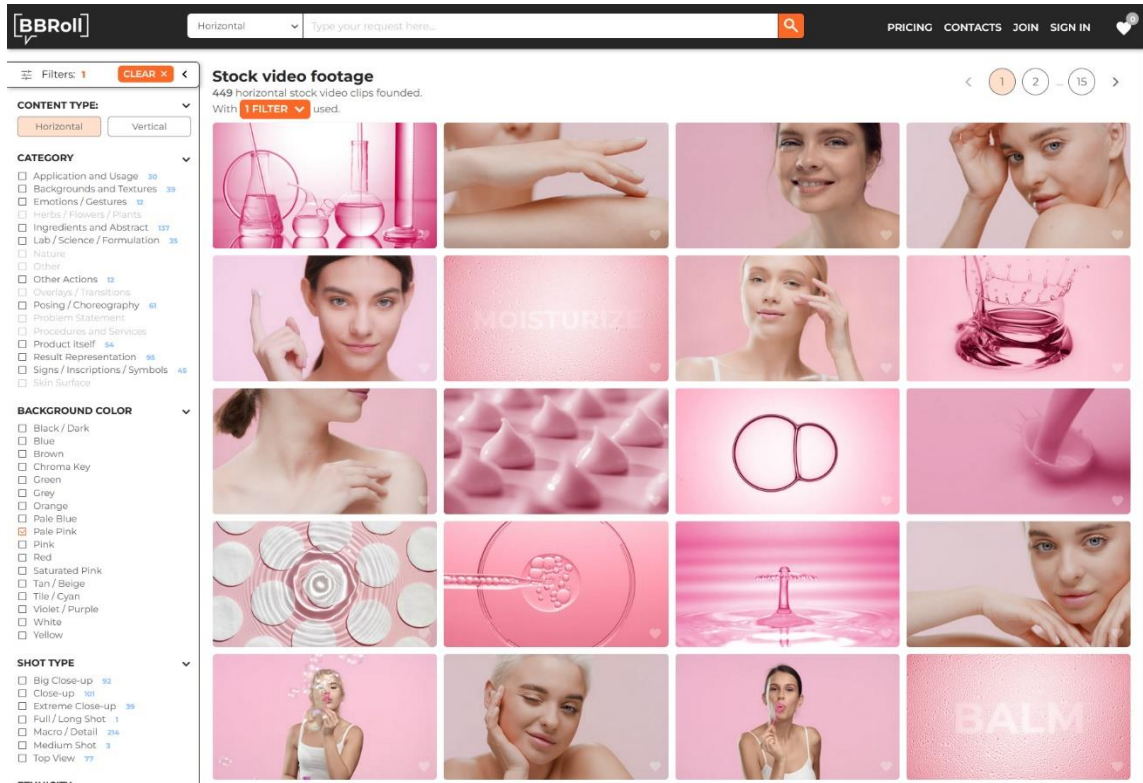 [BBRoll]
Horizontal
Type your request here...
PRICING CONTACTS JOIN SIGN IN
0
Filters: 1
CLEAR ×
CONTENT TYPE:
Horizontal Vertical
CATEGORY
Application and Usage 30
Backgrounds and Textures 39
Emotions / Gestures 12
Herbs / Flowers / Plants
Ingredients and Abstract 137
Lab / Science / Formulation 35
Nature
Other
Other Actions 12
Overlays / Transitions
Posing / Choreography 61
Problem Statement
Procedures and Services
Product itself 54
Result Representation 95
Signs / Inscriptions / Symbols 45
Skin Surface
BACKGROUND COLOR
Black / Dark
Blue
Brown
Chroma Key
Green
Grey
Orange
Pale Blue
Pale Pink
Pink
Red
Saturated Pink
Tan / Beige
Tile / Cyan
Violet / Purple
White
Yellow
SHOT TYPE
Big Close-up 92
Close-up 101
Extreme Close-up 39
Full / Long Shot 1
Macro / Detail 214
Medium Shot 3
Top View 77
Stock video footage
449 horizontal stock video clips founded.
With 1 FILTER used.
1 2 ... 15
MOISTURIZE
BALM